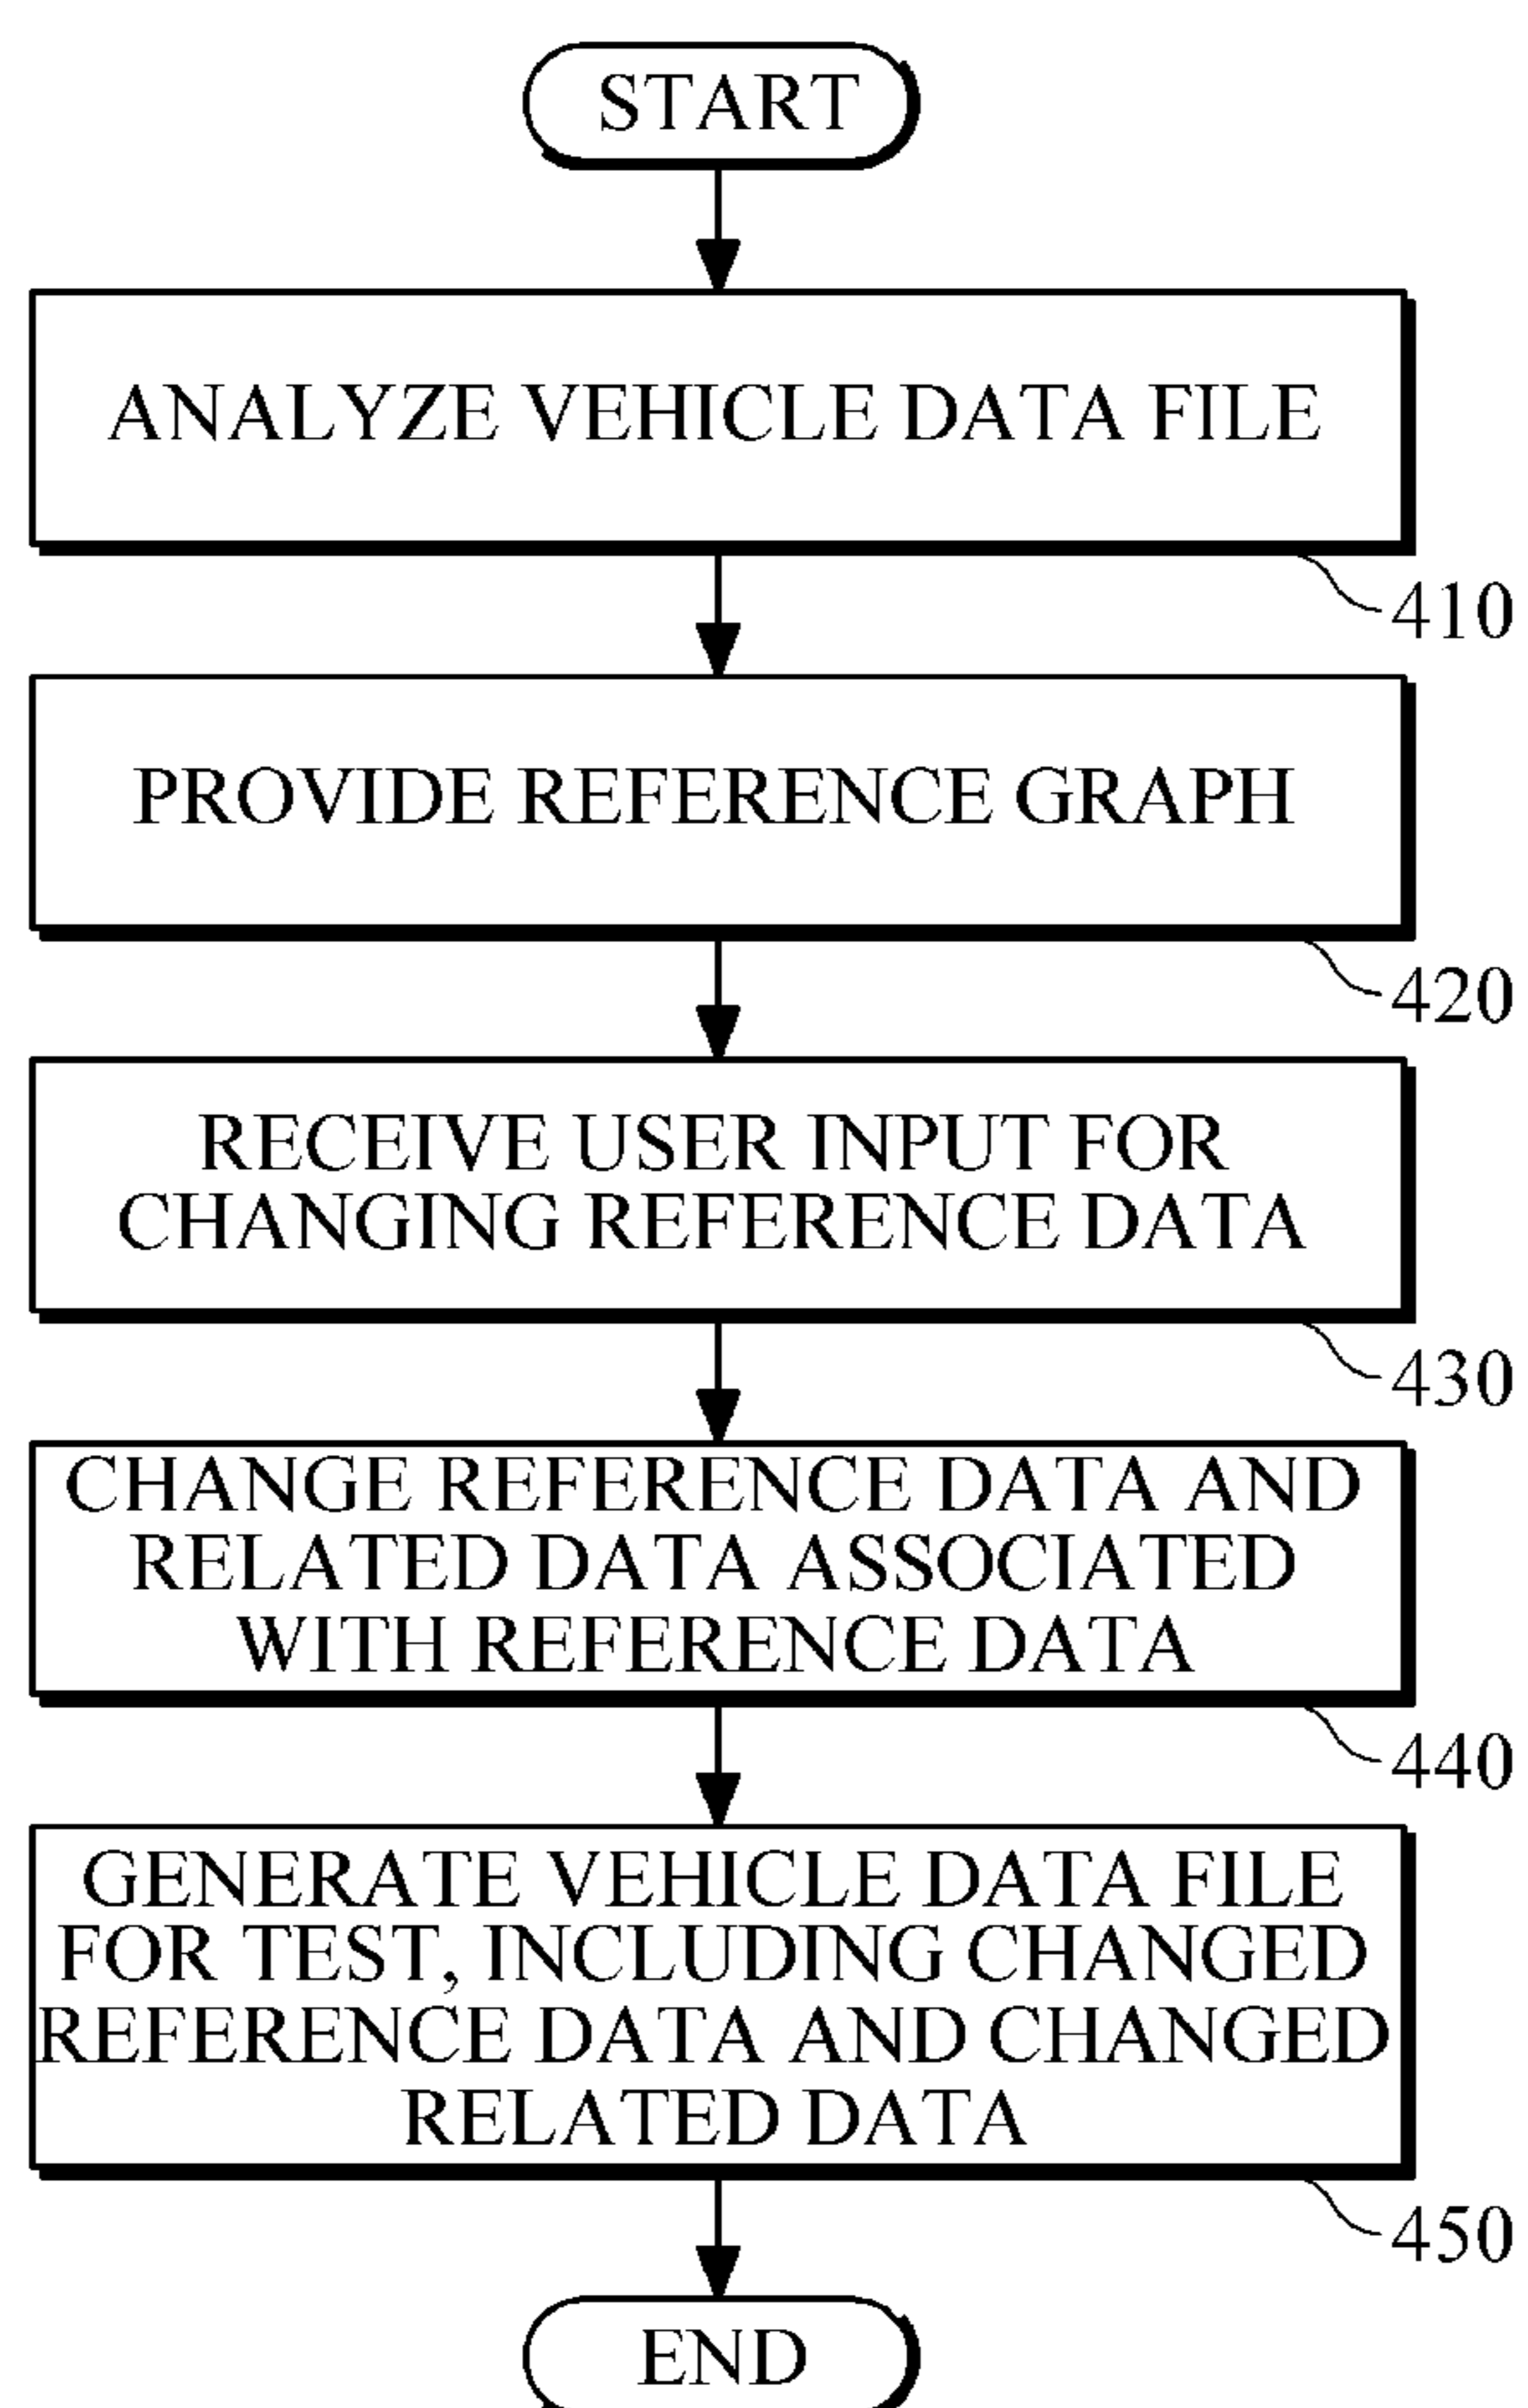 START
ANALYZE VEHICLE DATA FILE
410
PROVIDE REFERENCE GRAPH
420
RECEIVE USER INPUT FOR
CHANGING REFERENCE DATA
430
CHANGE REFERENCE DATA AND
RELATED DATA ASSOCIATED
WITH REFERENCE DATA
440
GENERATE VEHICLE DATA FILE
FOR TEST, INCLUDING CHANGED
REFERENCE DATA AND CHANGED
RELATED DATA
450
END